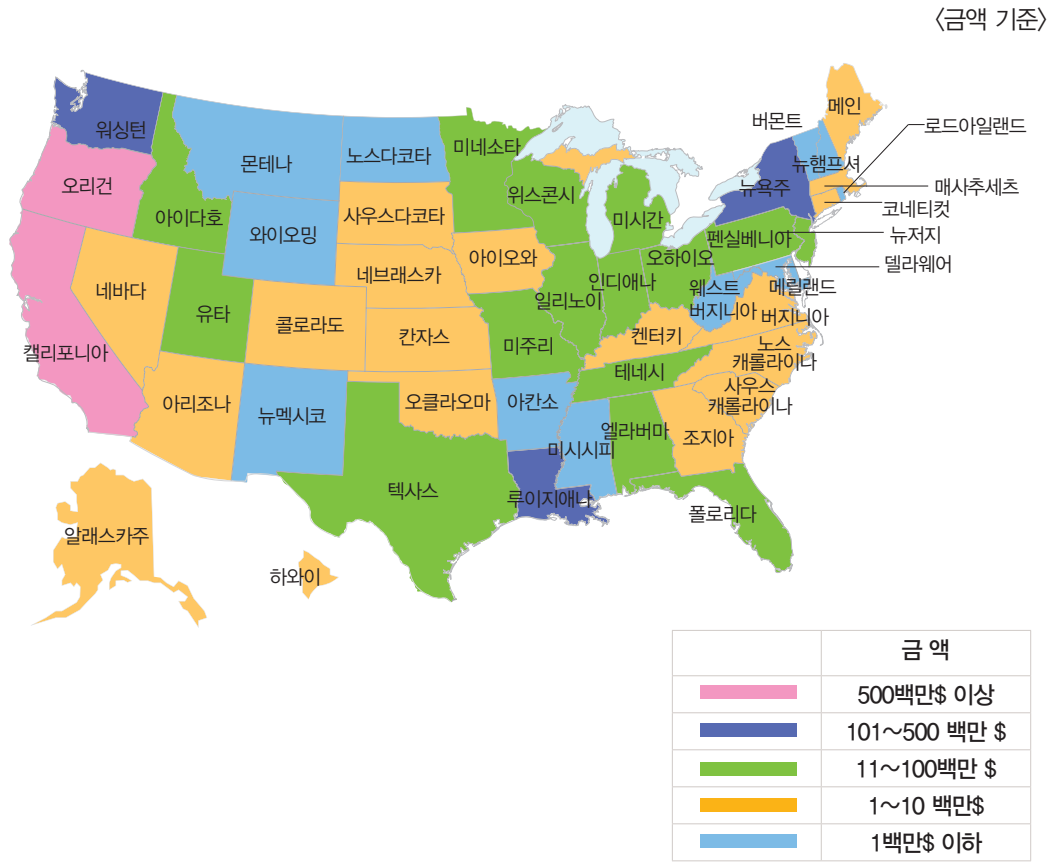 〈금액 기준〉
메인
버몬트
로드아일랜드
워싱턴
몬테나
노스다코타
미네소타
뉴햄프셔
오리건
위스콘시
뉴욕주
매사추세츠
아이다호
사우스다코타
미시간
코네티컷
와이오밍
펜실베니아
뉴저지
아이오와
오하이오
델라웨어
네바다
네브래스카
인디애나
웨스트
버지니아
메릴랜드
유타
콜로라도
일리노이
버지니아
캘리포니아
칸자스
미주리
켄터키
노스
캐롤라이나
테네시
아리조나
뉴멕시코
오클라오마
아칸소
사우스
캐롤라이나
미시시피
엘라버마
조지아
텍사스
루이지애나
폴로리다
알래스카주
하와이
금 액
500백만$ 이상
101~500 백만 $
11~100백만 $
1~10 백만$
1백만$ 이하